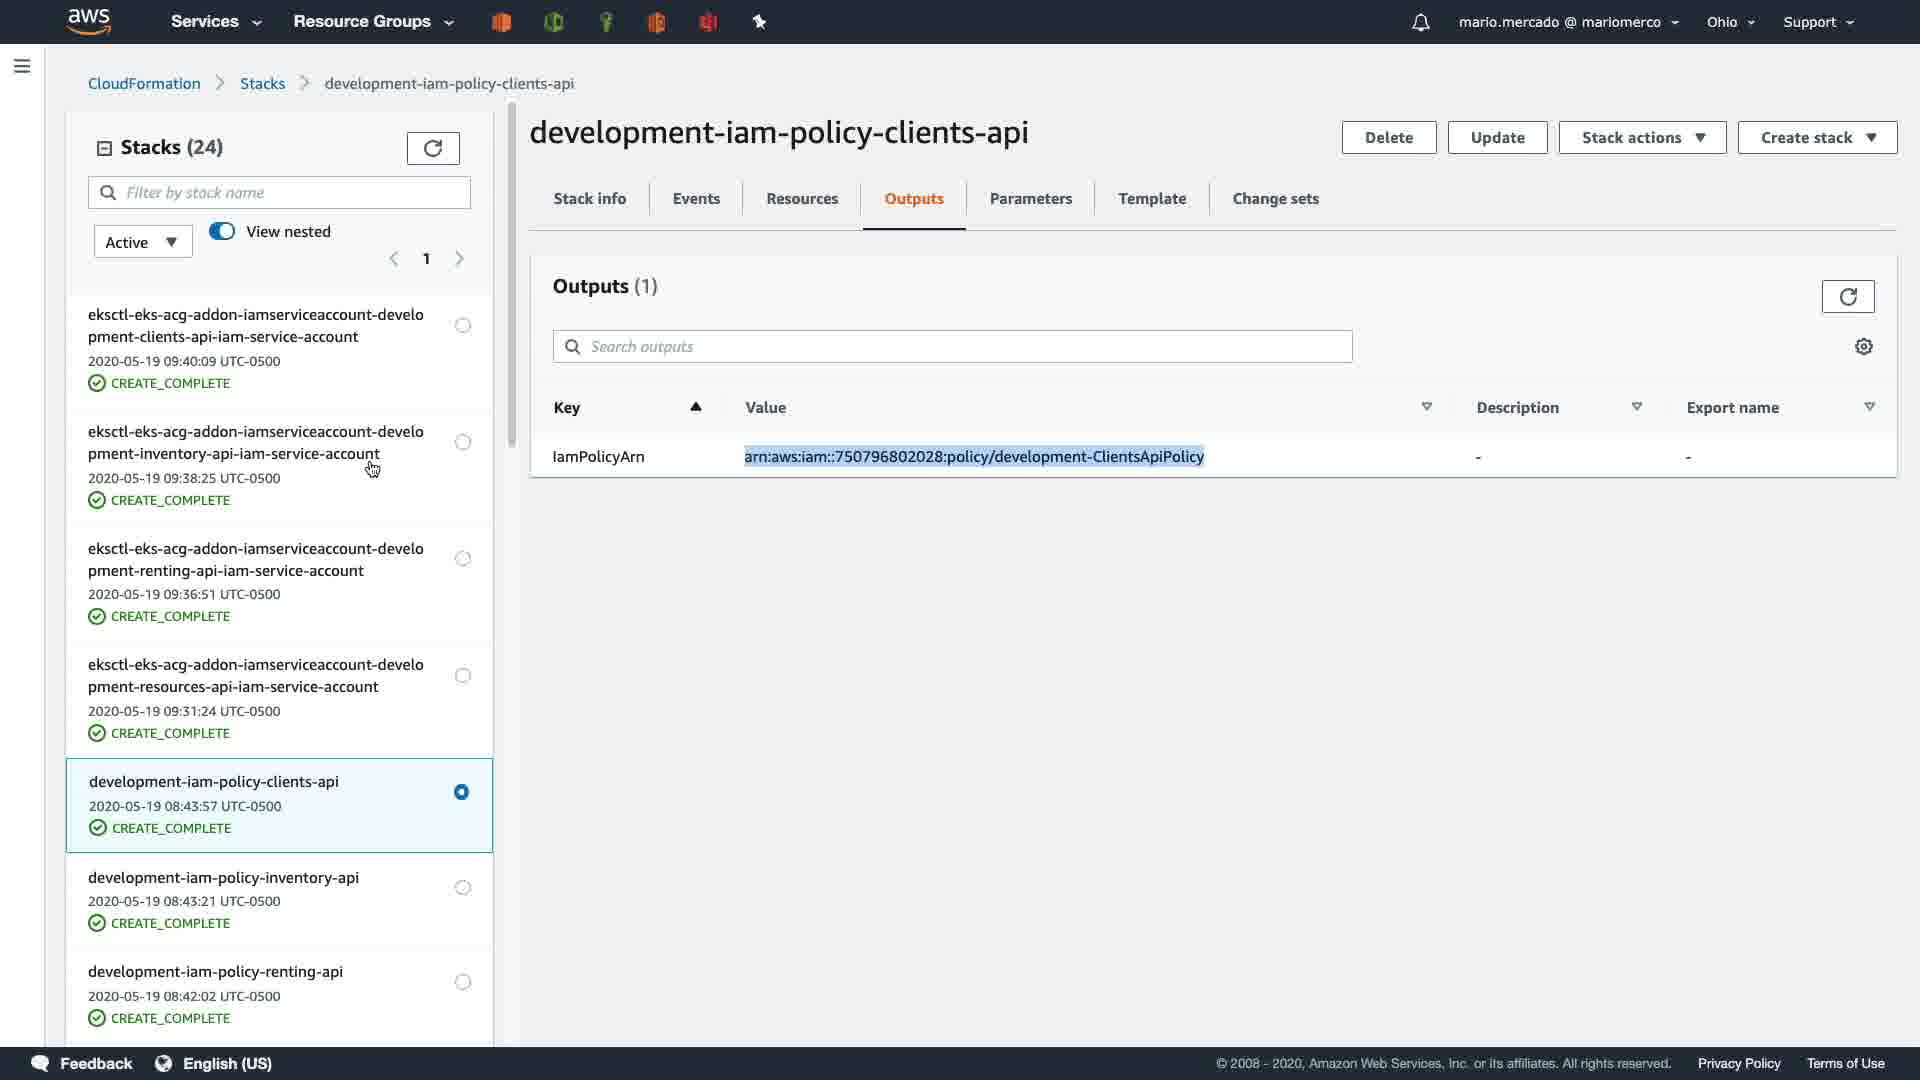 aws
Services
Resource Groups
mario.mercado @ mariomerco
Ohio
Support
CloudFormation
Stacks
development-iam-policy-clients-api
Stacks (24)
Filter by stack name
Active
View nested
1
eksctl-eks-acg-addon-iamserviceaccount-develo
pment-clients-api-iam-service-account
2020-05-19 09:40:09 UTC-0500
CREATE_COMPLETE
eksctl-eks-acg-addon-iamserviceaccount-develo
pment-inventory-api-iam-service-account
2020-05-19 09:38:25 UTC-0500
CREATE_COMPLETE
eksctl-eks-acg-addon-iamserviceaccount-develo
pment-renting-api-iam-service-account
2020-05-19 09:36:51 UTC-0500
CREATE_COMPLETE
eksctl-eks-acg-addon-iamserviceaccount-develo
pment-resources-api-iam-service-account
2020-05-19 09:31:24 UTC-0500
CREATE_COMPLETE
development-iam-policy-clients-api
2020-05-19 08:43:57 UTC-0500
CREATE_COMPLETE
development-iam-policy-inventory-api
2020-05-19 08:43:21 UTC-0500
CREATE_COMPLETE
development-iam-policy-renting-api
2020-05-19 08:42:02 UTC-0500
CREATE_COMPLETE
development-iam-policy-clients-api
Delete
Update
Stack actions
Create stack
Stack info
Events
Resources
Outputs
Parameters
Template
Change sets
Outputs (1)
Search outputs
Key
Value
Description
Export name
IamPolicyArn
arn:aws:iam::750796802028:policy/development-ClientsApiPolicy
-
-
Feedback
English (US)
© 2008 - 2020, Amazon Web Services, Inc. or its affiliates. All rights reserved.
Privacy Policy
Terms of Use